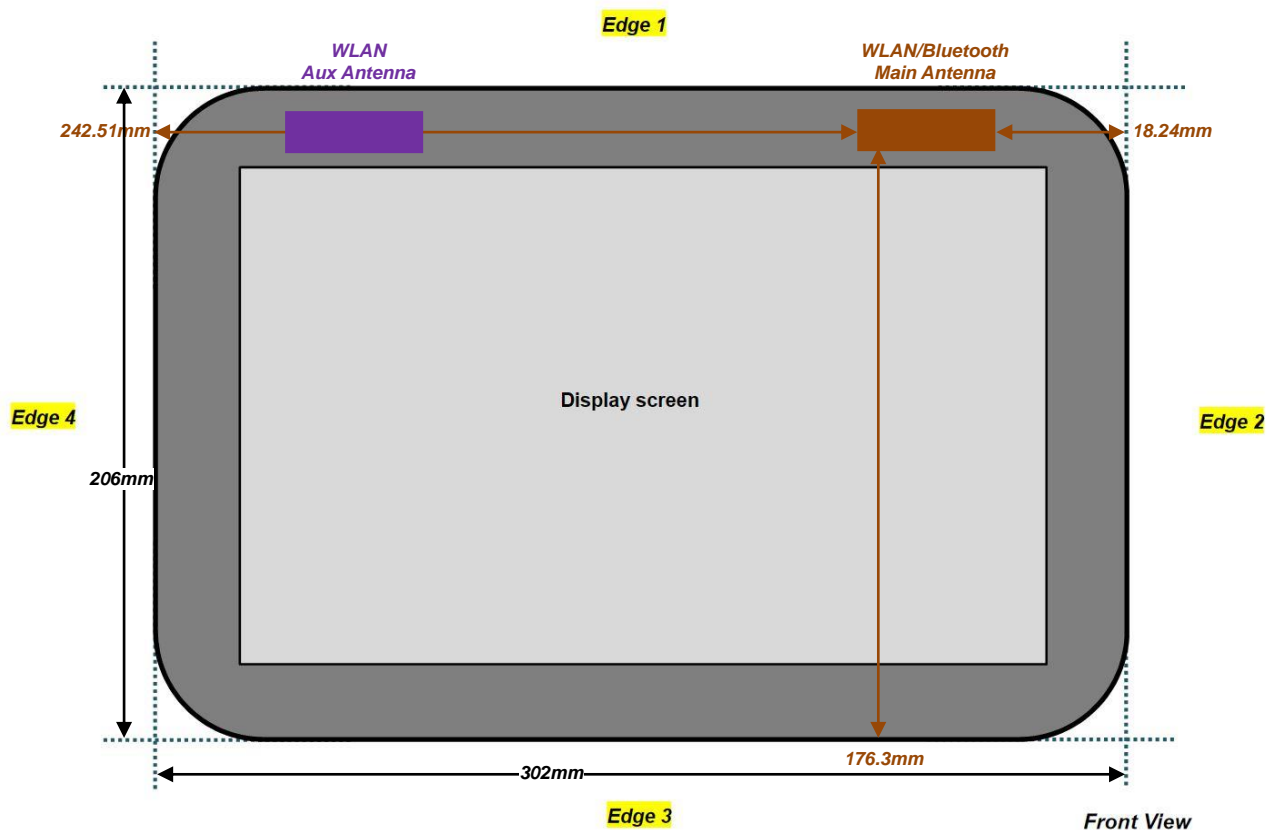 Edge 1
WLAN
Aux Antenna
WLAN/Bluetooth
Main Antenna
242.51mm
18.24mm
Display screen
Edge 4
Edge 2
206mm
176.3mm
302mm
Edge 3
Front View